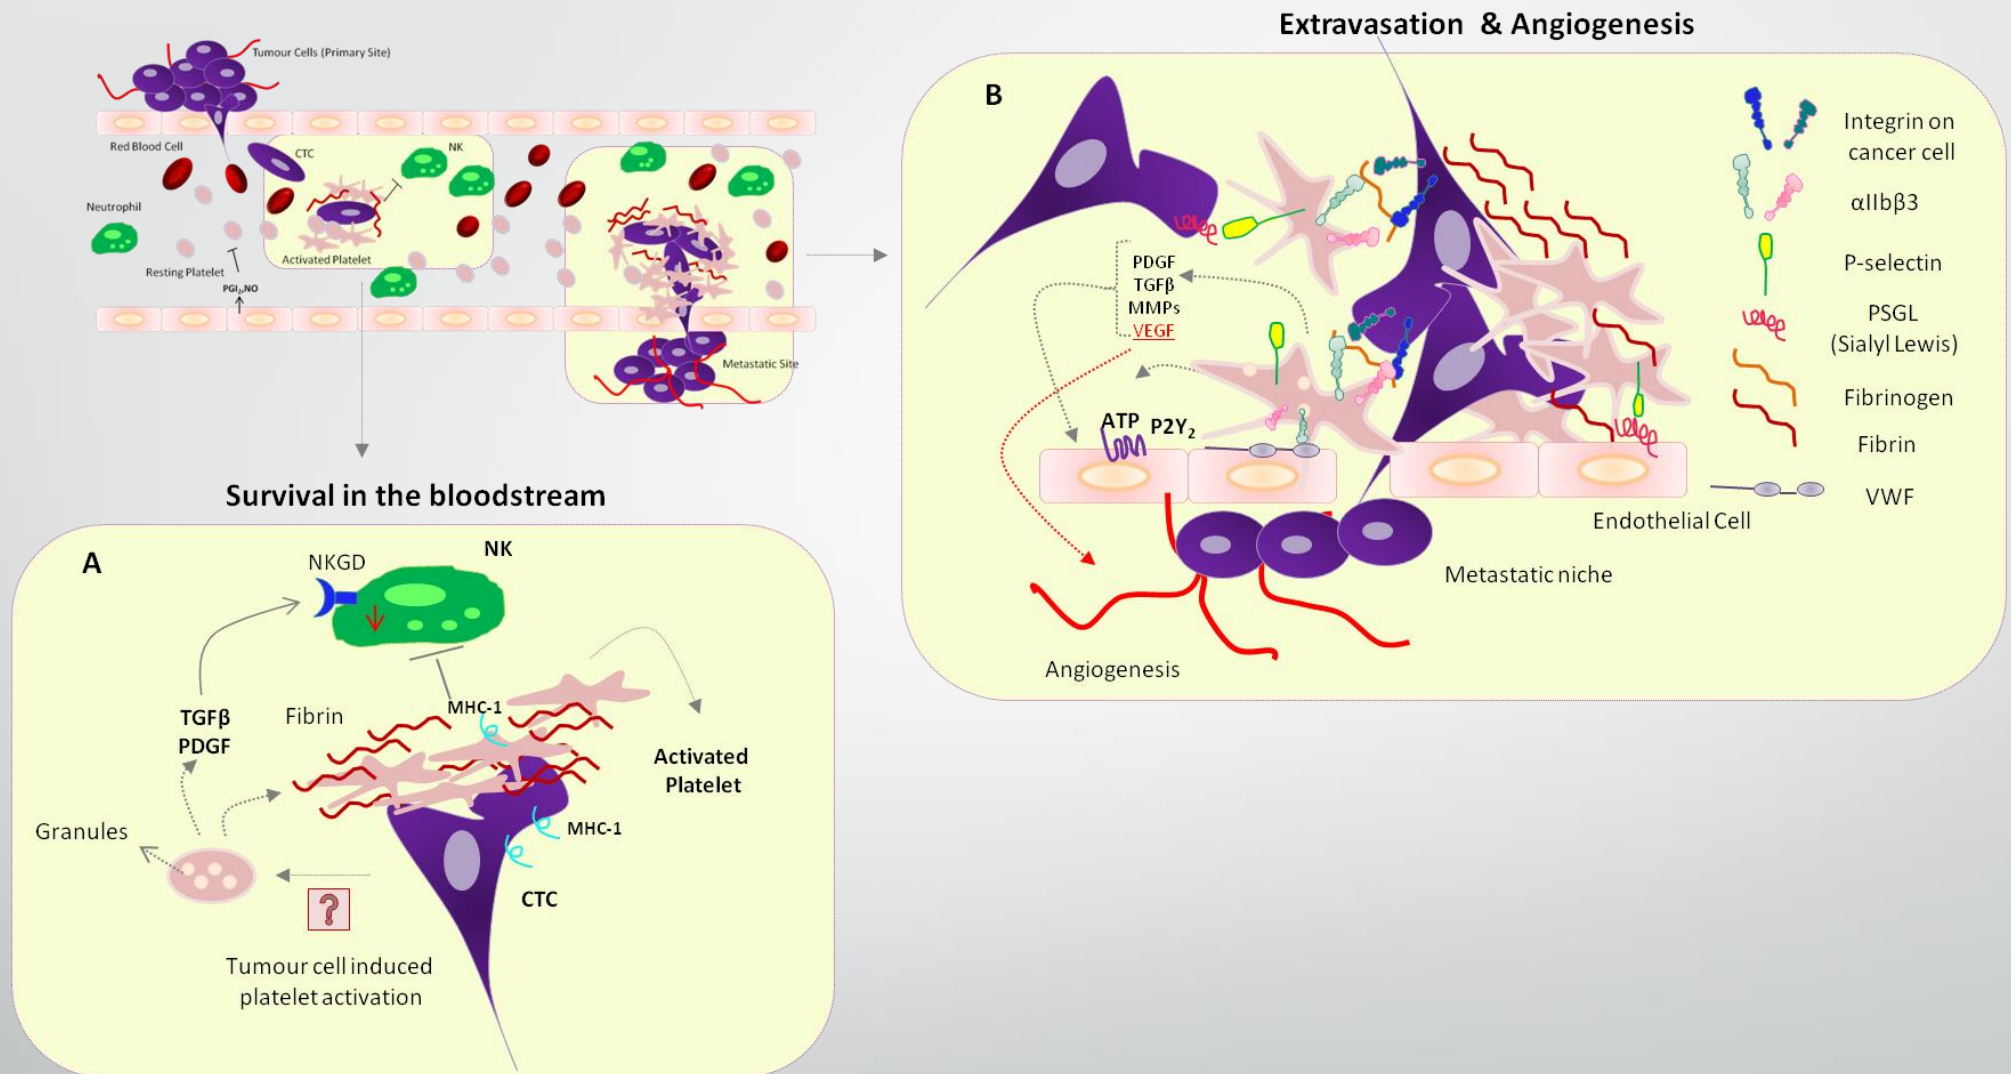 Tumour Cells (Primary Site)
Red Blood Cell
CTC
NK
Neutrophil
Resting Platelet
PGI₂,NO
Activated Platelet
Metastatic Site
Survival in the bloodstream
A
NKGD
NK
TGFβ
PDGF
Fibrin
MHC-1
Activated
Platelet
Granules
MHC-1
CTC
?
Tumour cell induced
platelet activation
Extravasation & Angiogenesis
B
PDGF
TGFβ
MMPs
VEGF
ATP
P2Y₂
Endothelial Cell
Metastatic niche
Angiogenesis
Integrin on
cancer cell
αIIbβ3
P-selectin
PSGL
(Sialyl Lewis)
Fibrinogen
Fibrin
VWF